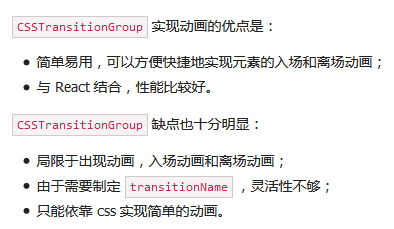 CSSTransitionGroup 实现动画的优点是：
简单易用，可以方便快捷地实现元素的入场和离场动画；
与 React 结合，性能比较好。
CSSTransitionGroup 缺点也十分明显：
局限于出现动画，入场动画和离场动画；
由于需要制定 transitionName ，灵活性不够；
只能依靠 css 实现简单的动画。